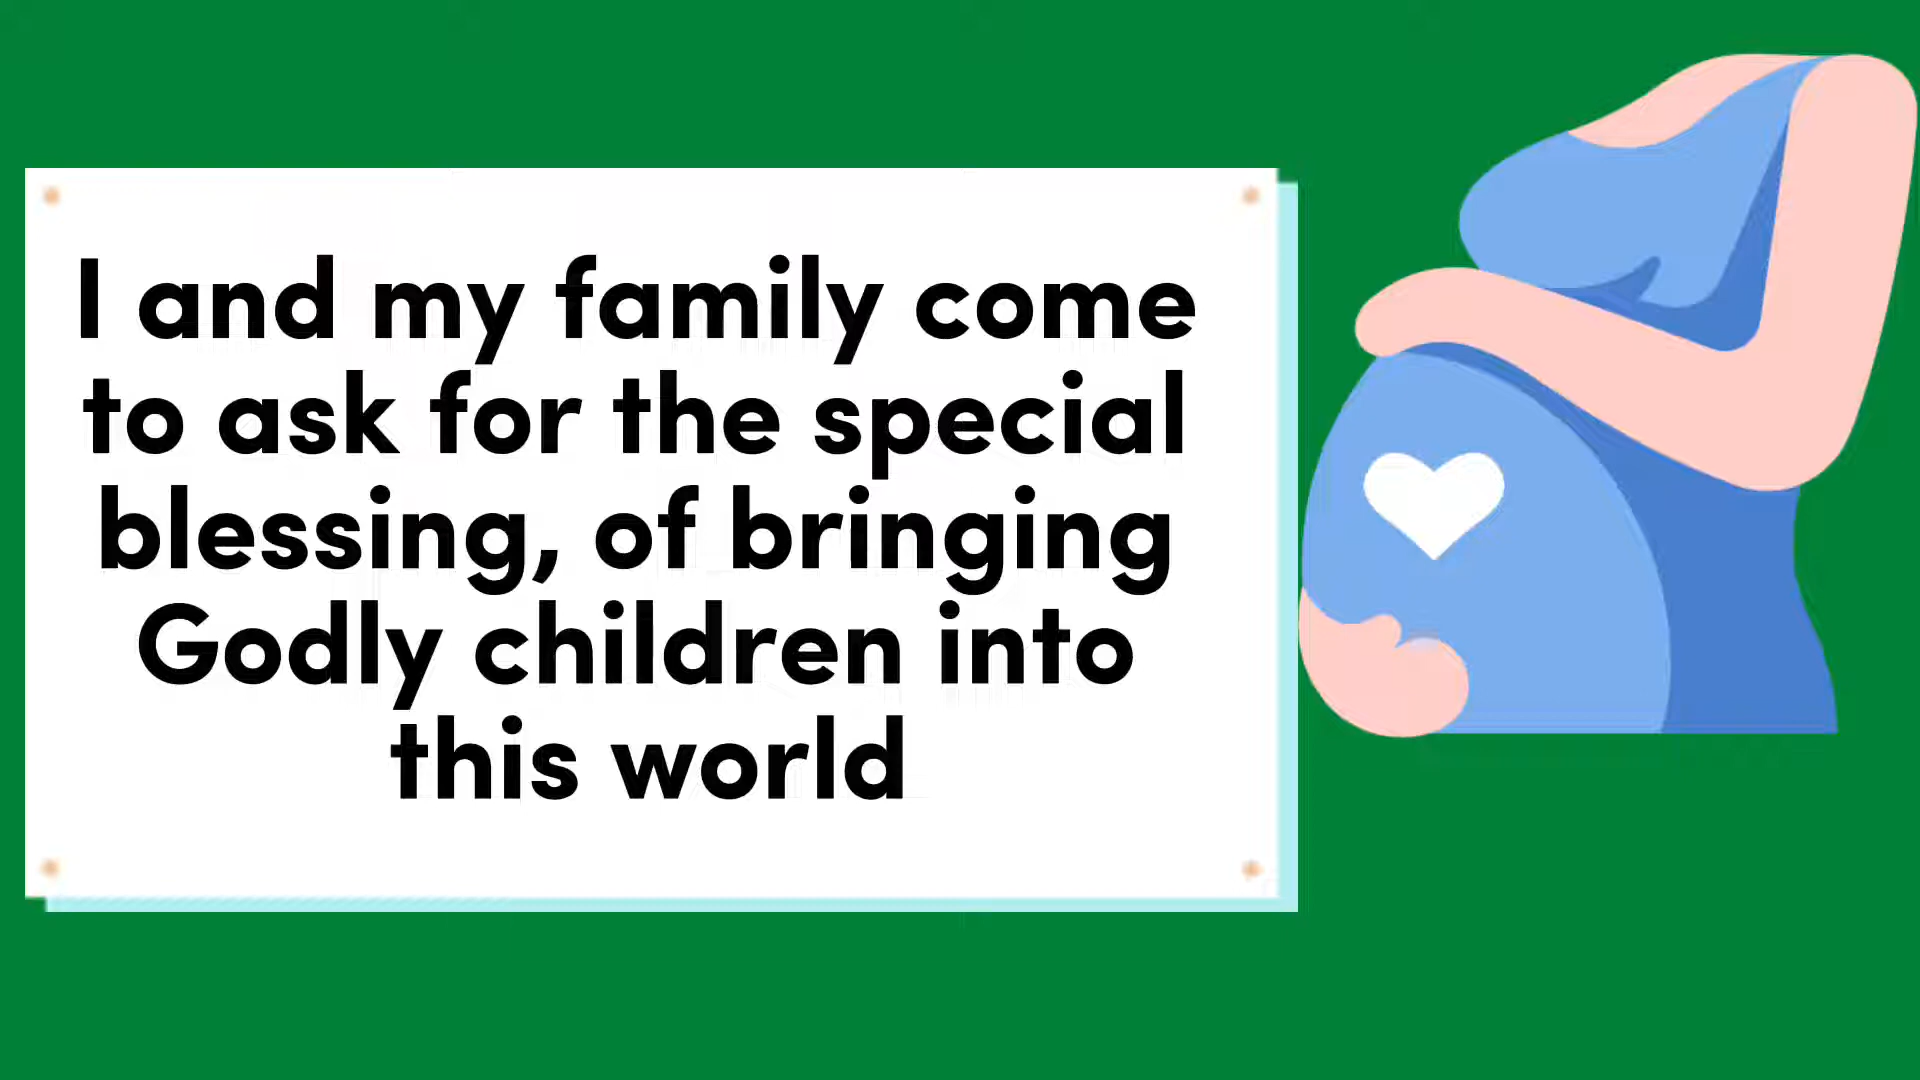 I and my family come
to ask for the special
blessing, of bringing
Godly children into
this world